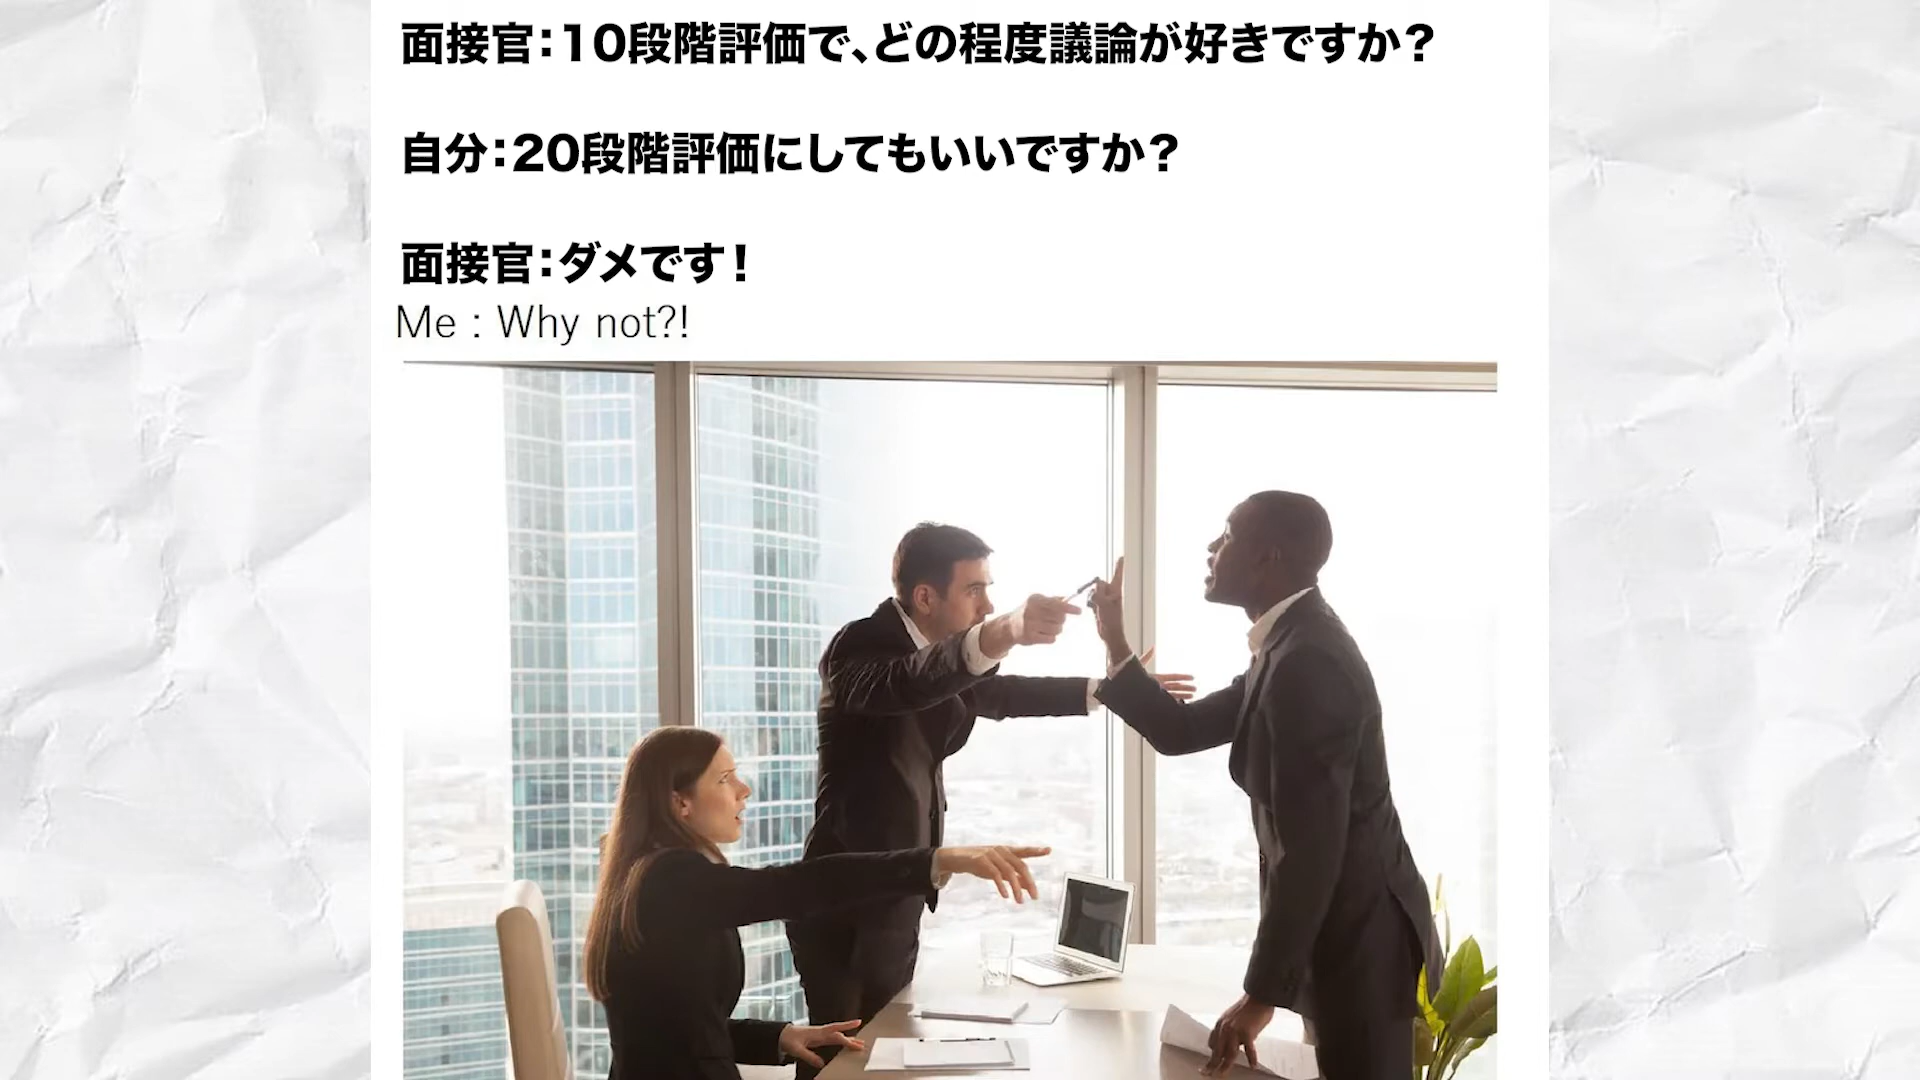 面接官：10段階評価で、どの程度議論が好きですか？
自分：20段階評価にしてもいいですか？
面接官：ダメです！
Me : Why not?!